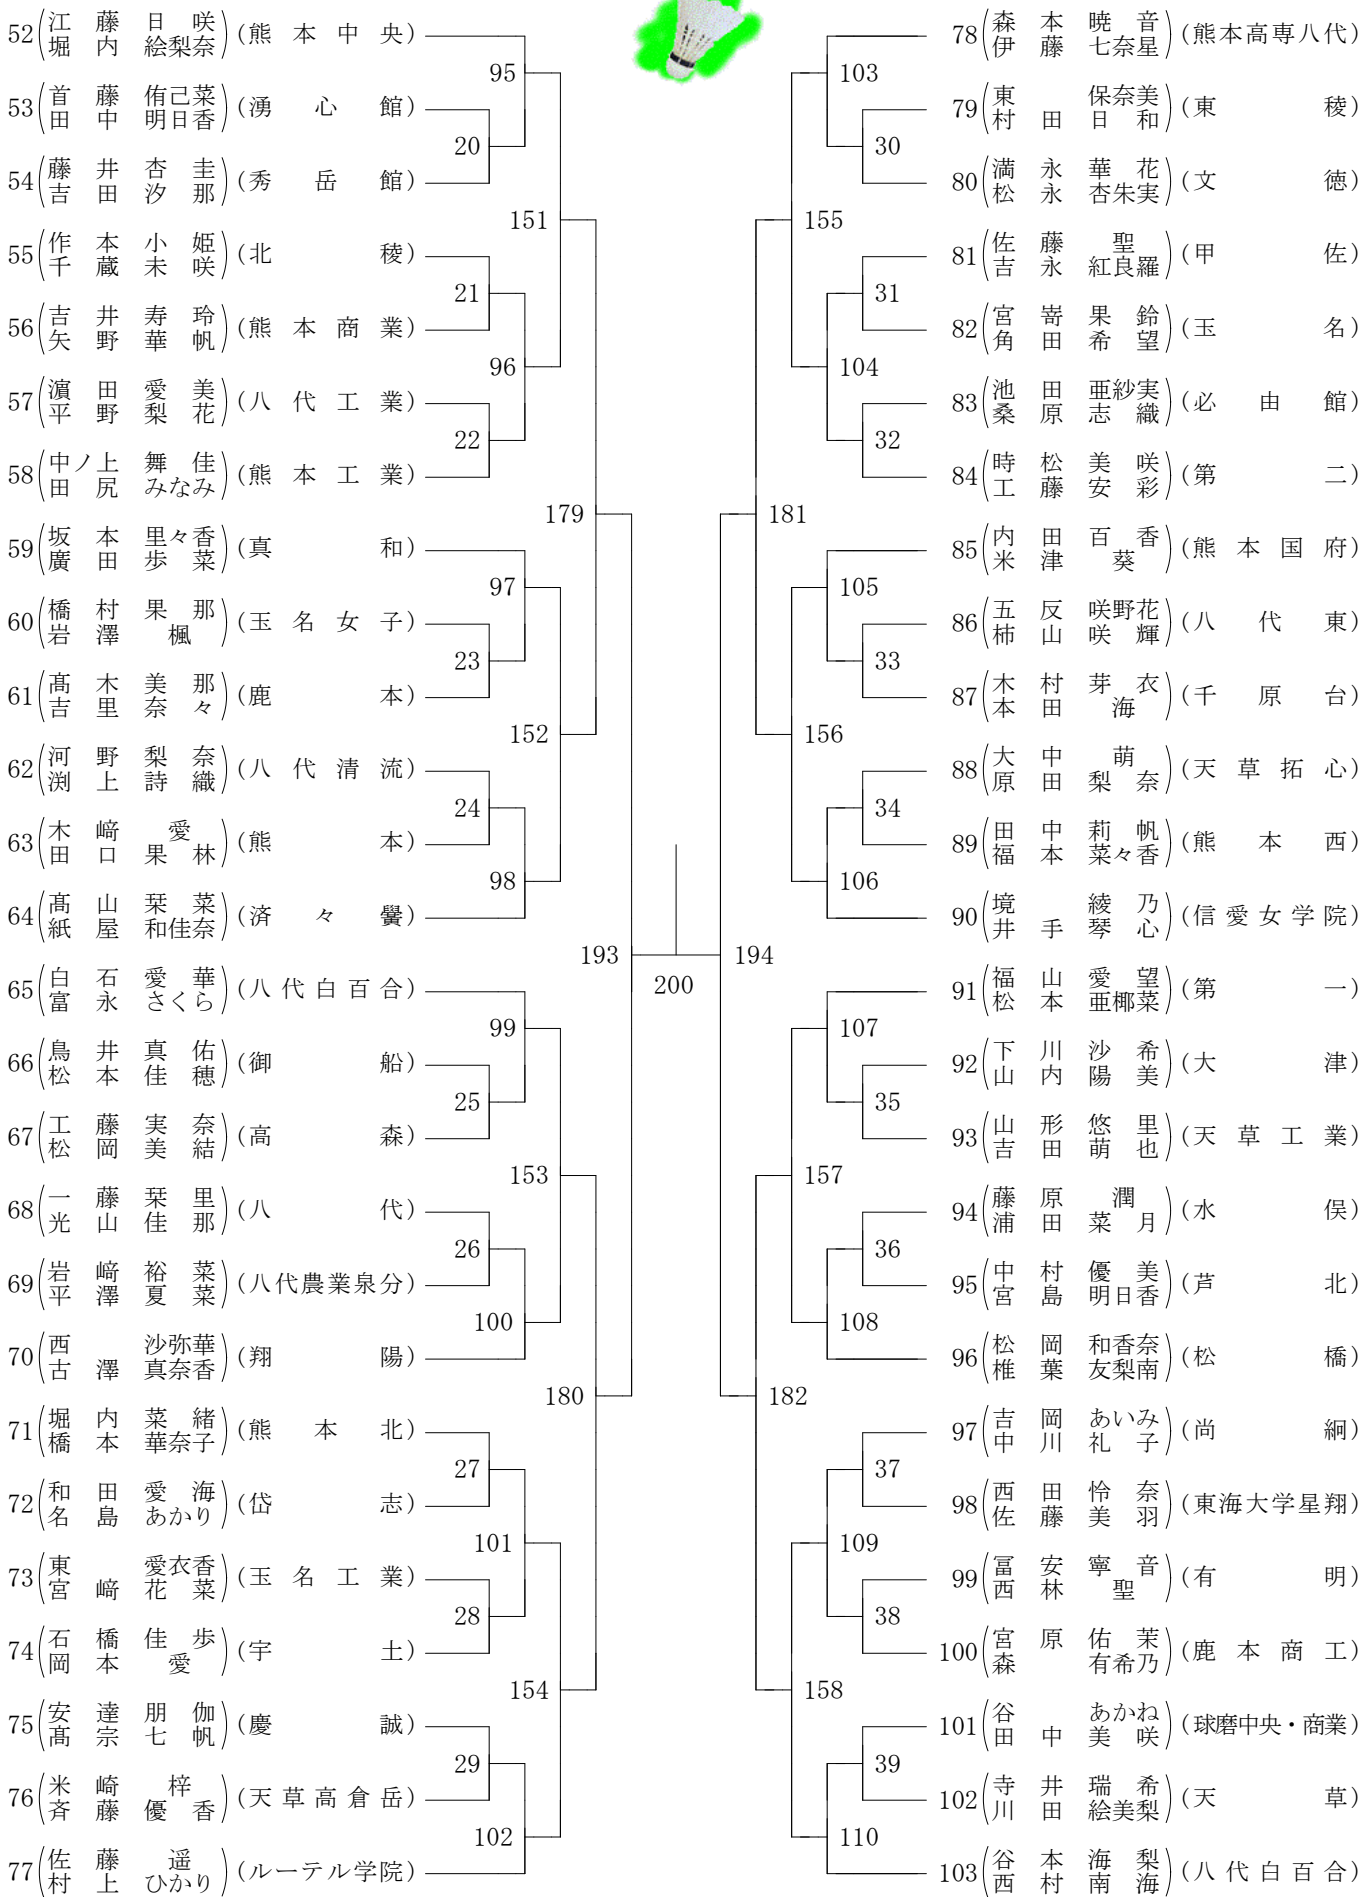 52 江藤日咲 堀内絵梨奈 (熊本中央)
95
53 首藤侑己菜 田中明日香 (湧心館)
20
54 藤井杏圭 吉田汐那 (秀岳館)
151
55 作本小姫 千蔵未咲 (北稜)
21
56 吉井寿玲 矢野華帆 (熊本商業)
96
57 濵田愛美 平野梨花 (八代工業)
22
58 中ノ上舞佳 田尻みなみ (熊本工業)
179
59 坂本里々香 廣田歩菜 (真和)
97
60 橋村果那 岩澤楓 (玉名女子)
23
61 髙木美那 吉里奈々 (鹿本)
152
62 河野梨奈 渕上詩織 (八代清流)
24
63 木﨑愛 田口果林 (熊本)
98
64 髙山栞菜 紙屋和佳奈 (済々黌)
193
65 白石愛華 富永さくら (八代白百合)
99
66 鳥井真佑 松本佳穂 (御船)
25
67 工藤実奈 松岡美結 (高森)
153
68 一藤栞里 光山佳那 (八代)
26
69 岩﨑裕菜 平澤夏菜 (八代農業泉分)
100
70 西沙弥華 古澤真奈香 (翔陽)
180
71 堀内菜緒 橋本華奈子 (熊本北)
27
72 和田愛海 名島あかり (岱志)
101
73 東愛衣香 宮﨑花菜 (玉名工業)
28
74 石橋佳歩 岡本愛 (宇土)
154
75 安達朋伽 髙宗七帆 (慶誠)
29
76 米崎梓 斉藤優香 (天草高倉岳)
102
77 佐藤遥 村上ひかり (ルーテル学院)
200
78 森本暁音 伊藤七奈星 (熊本高専八代)
103
79 東保奈美 村田日和 (東稜)
30
80 満永華花 松永杏朱実 (文徳)
155
81 佐藤聖 吉永紅良羅 (甲佐)
31
82 宮嵜果鈴 角田希望 (玉名)
104
83 池田亜紗実 桑原志織 (必由館)
32
84 時松美咲 工藤安彩 (第二)
181
85 内田百香 米津葵 (熊本国府)
105
86 五反咲野花 柿山咲輝 (八代東)
33
87 木村芽衣 本田海 (千原台)
156
88 大中萌 原田梨奈 (天草拓心)
34
89 田中莉帆 福本菜々香 (熊本西)
106
90 境綾乃 井手琴心 (信愛女学院)
194
91 福山愛望 松本亜椰菜 (第一)
107
92 下川沙希 山内陽美 (大津)
35
93 山形悠里 吉田萌也 (天草工業)
157
94 藤原潤 浦田菜月 (水俣)
36
95 中村優美 宮島明日香 (芦北)
108
96 松岡和香奈 椎葉友梨南 (松橋)
182
97 吉岡あいみ 中川礼子 (尚絅)
37
98 西田怜奈 佐藤美羽 (東海大学星翔)
109
99 冨安寧音 西林聖 (有明)
38
100 宮原佑茉 森有希乃 (鹿本商工)
158
101 谷あかね 田中美咲 (球磨中央・商業)
39
102 寺井瑞希 川田絵美梨 (天草)
110
103 谷本海梨 西村南海 (八代白百合)